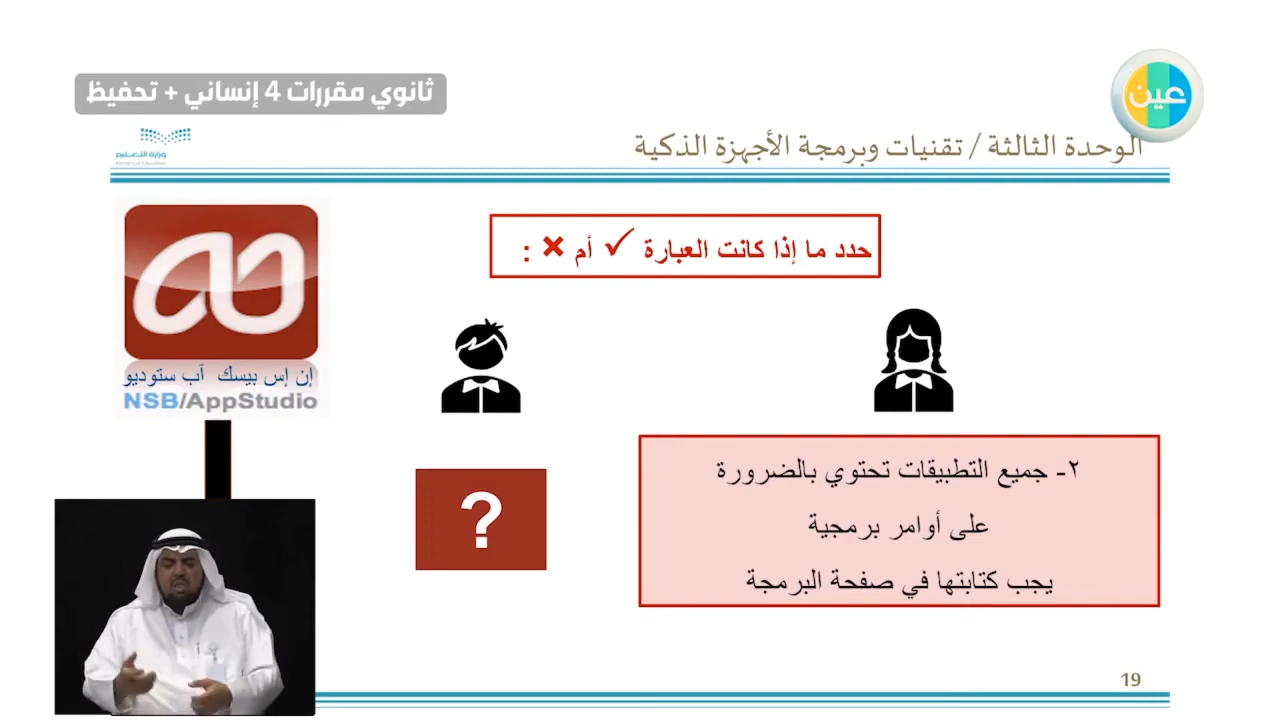 ثانوي مقررات 4 إنساني + تحفيظ
عين
وزارة التعليم
الوحدة الثالثة / تقنيات وبرمجة الأجهزة الذكية
حدد ما إذا كانت العبارة ✓ أم ✖ :
إن إس بيسك آب ستوديو
NSB/AppStudio
٢- جميع التطبيقات تحتوي بالضرورة
على أوامر برمجية
يجب كتابتها في صفحة البرمجة
?
19